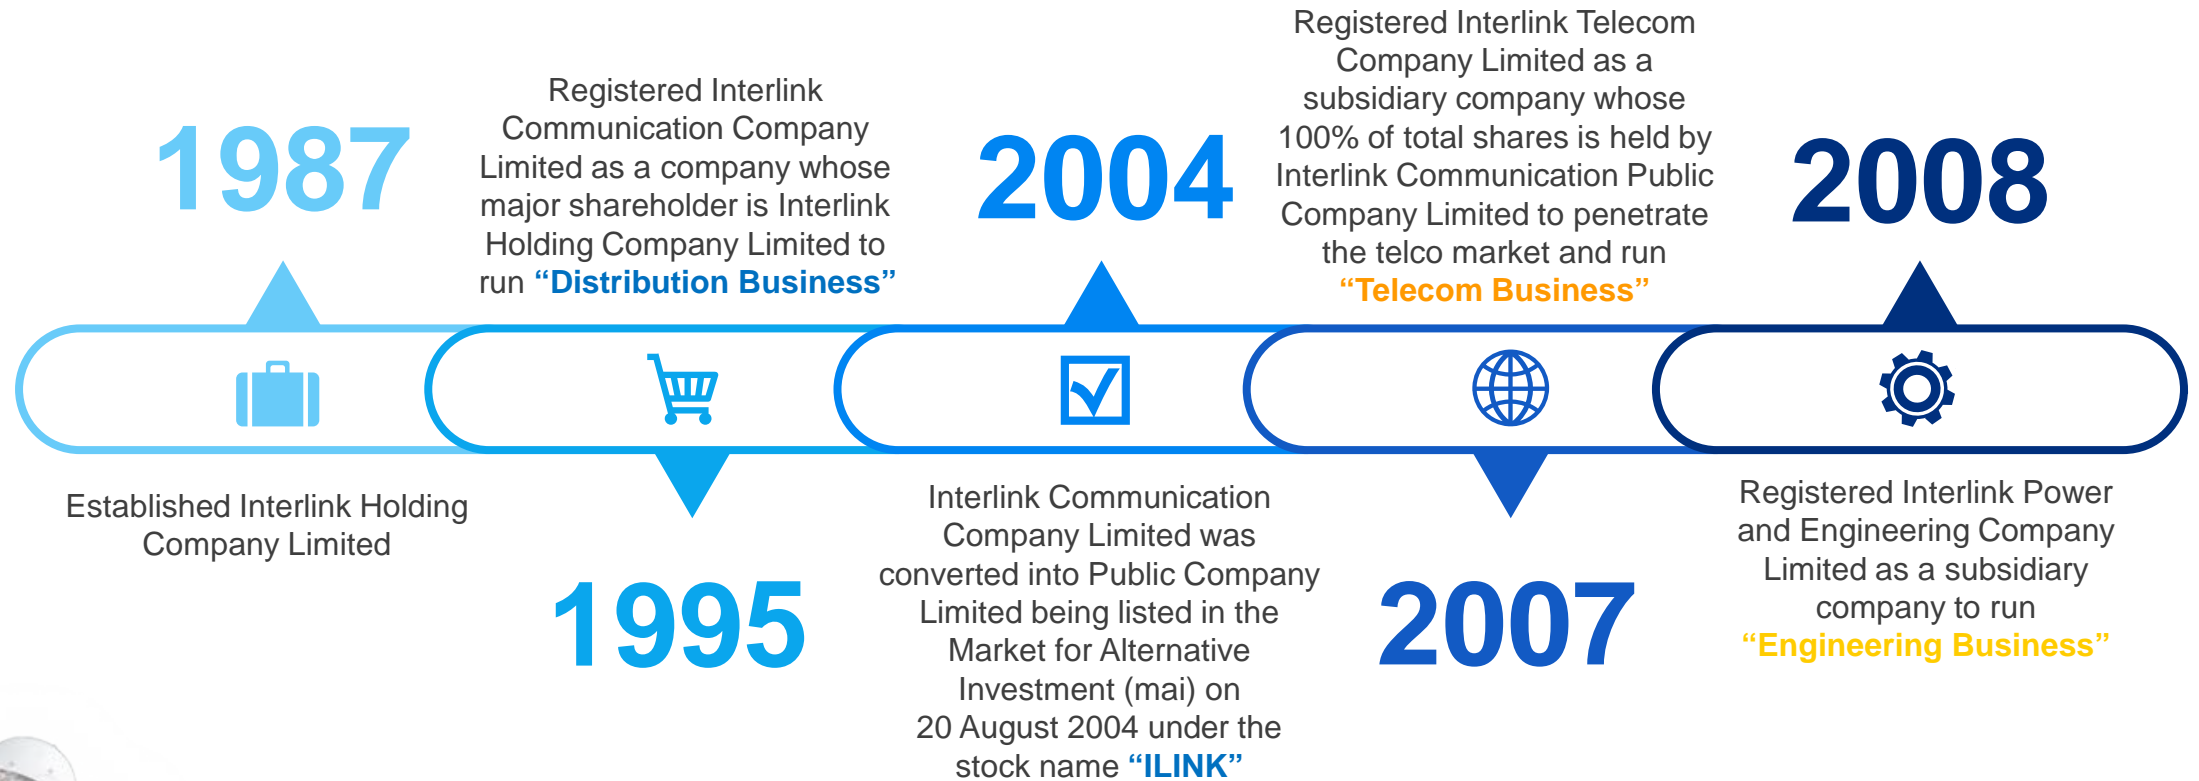 1987
Established Interlink Holding
Company Limited
Registered Interlink
Communication Company
Limited as a company whose
major shareholder is Interlink
Holding Company Limited to
run “Distribution Business”
1995
2004
Interlink Communication
Company Limited was
converted into Public Company
Limited being listed in the
Market for Alternative
Investment (mai) on
20 August 2004 under the
stock name “ILINK”
Registered Interlink Telecom
Company Limited as a
subsidiary company whose
100% of total shares is held by
Interlink Communication Public
Company Limited to penetrate
the telco market and run
“Telecom Business”
2007
2008
Registered Interlink Power
and Engineering Company
Limited as a subsidiary
company to run
“Engineering Business”